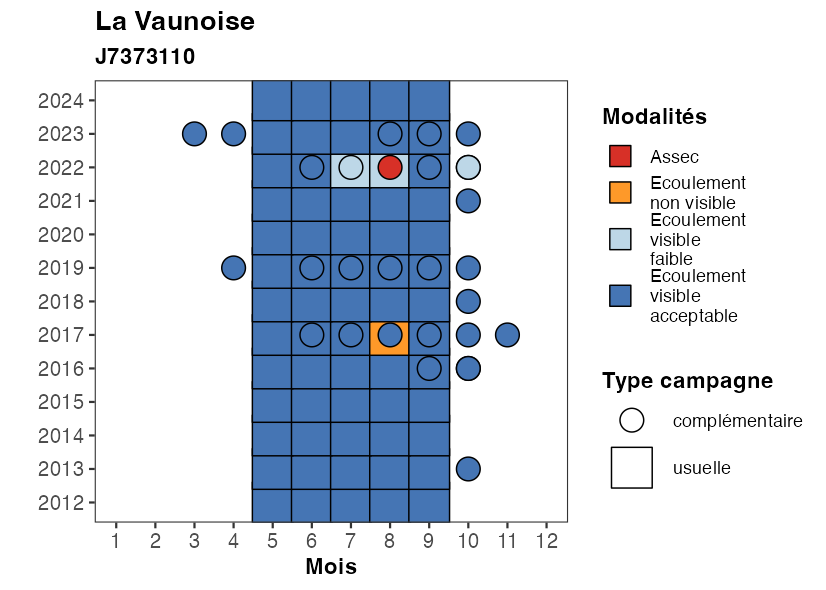 La Vaunoise
J7373110
2024
2023
2022
2021
2020
2019
2018
2017
2016
2015
2014
2013
2012
1 2 3 4 5 6 7 8 9 10 11 12
Mois
Modalités
Assec
Ecoulement
non visible
Ecoulement
visible
faible
Ecoulement
visible
acceptable
Type campagne
complémentaire
usuelle